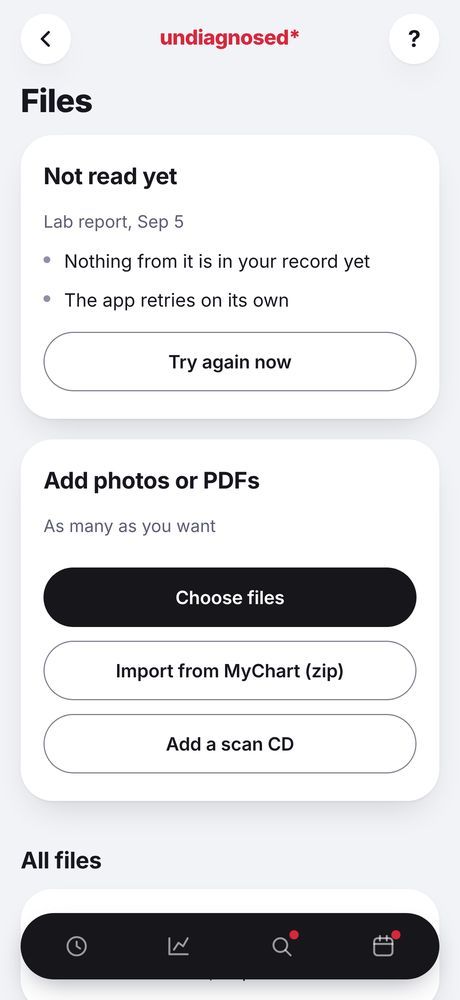 undiagnosed*
?
Files
Not read yet
Lab report, Sep 5
Nothing from it is in your record yet
The app retries on its own
Try again now
Add photos or PDFs
As many as you want
Choose files
Import from MyChart (zip)
Add a scan CD
All files